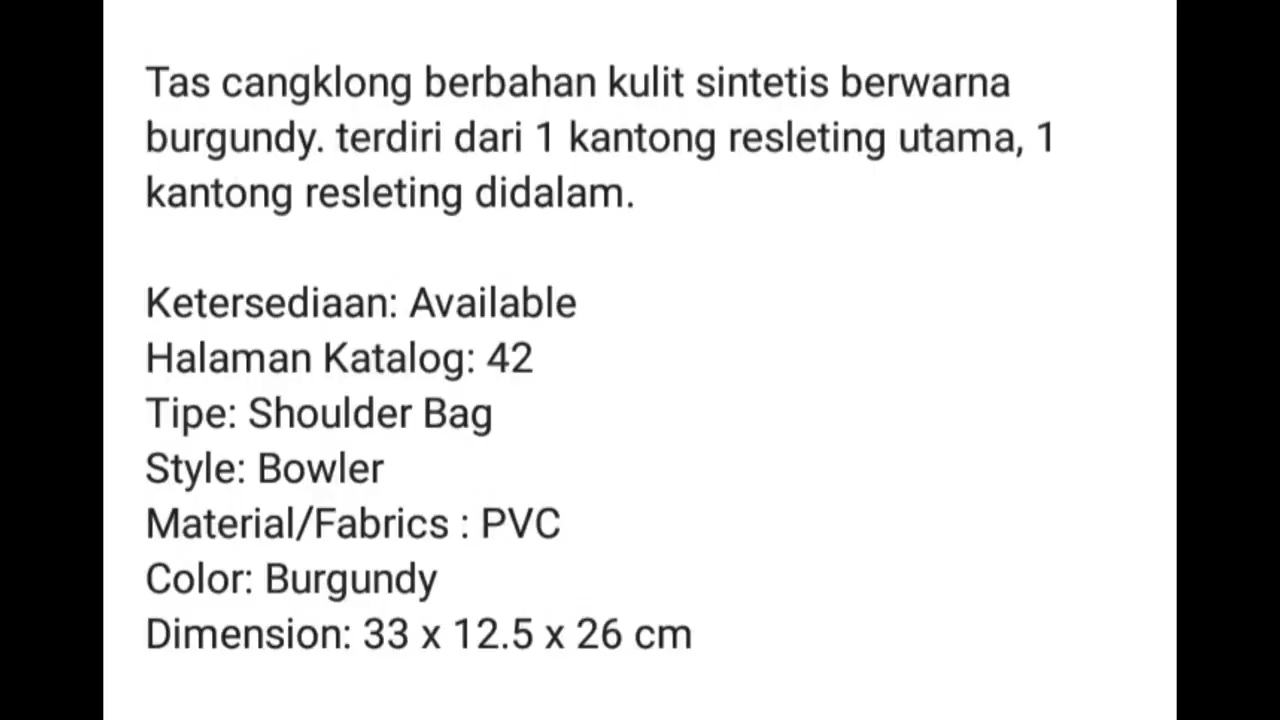 Tas cangklong berbahan kulit sintetis berwarna
burgundy. terdiri dari 1 kantong resleting utama, 1
kantong resleting didalam.
Ketersediaan: Available
Halaman Katalog: 42
Tipe: Shoulder Bag
Style: Bowler
Material/Fabrics : PVC
Color: Burgundy
Dimension: 33 x 12.5 x 26 cm